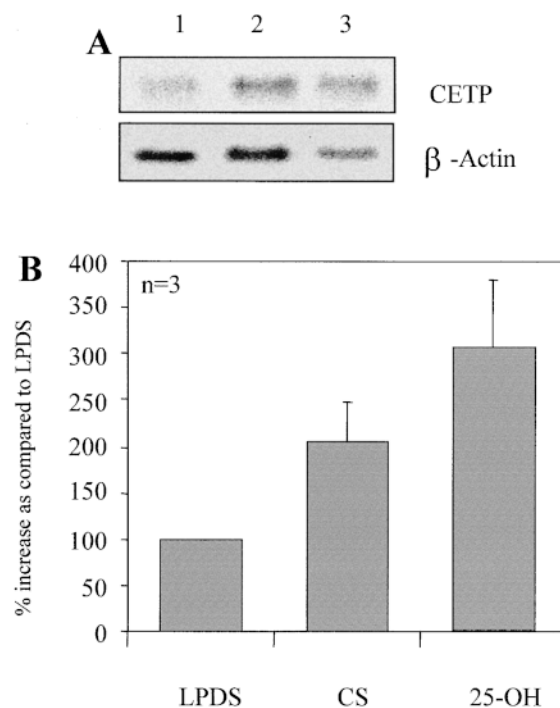 A
1 2 3
CETP
β -Actin
B
% increase as compared to LPDS
400
350
300
250
200
150
100
50
0
n=3
LPDS CS 25-OH